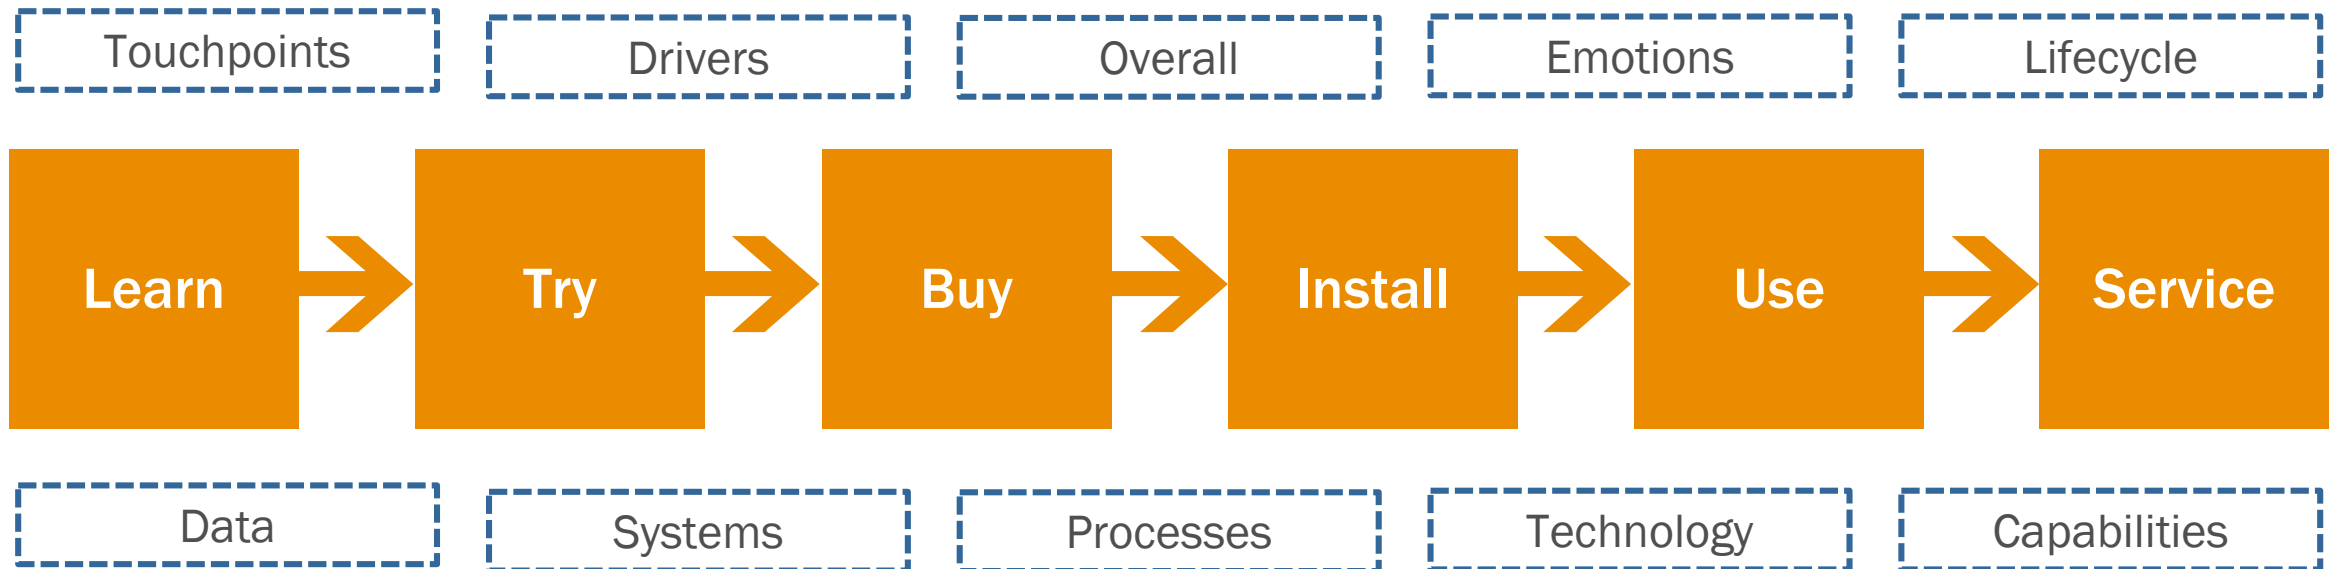 Touchpoints
Drivers
Overall
Emotions
Lifecycle
Learn
Try
Buy
Install
Use
Service
Data
Systems
Processes
Technology
Capabilities